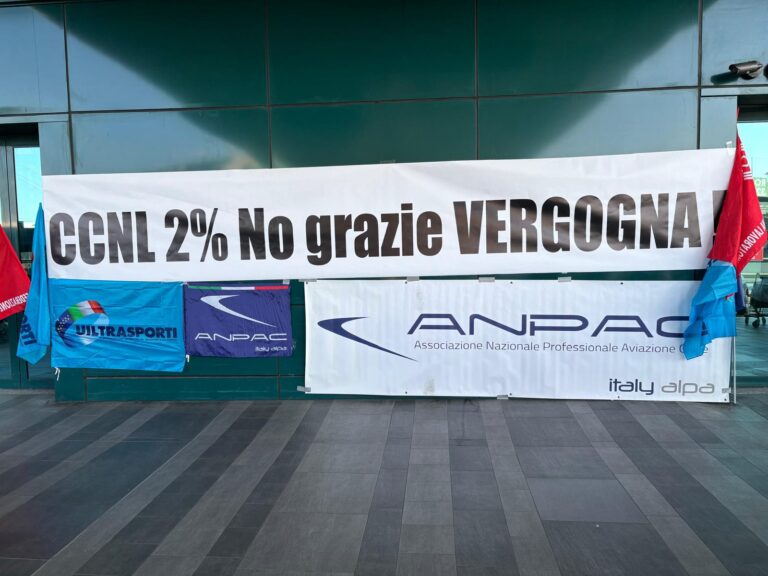 CCNL 2% No grazie VERGOGNA
UILTRASPORTI
ANPAC
italy alpa
ANPAC
Associazione Nazionale Professionale Aviazione
italy alpa